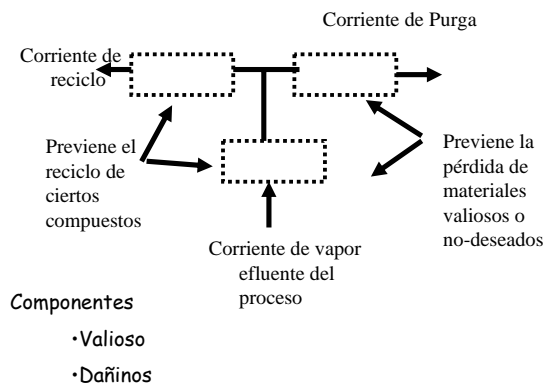 Corriente de Purga
Corriente de
reciclo
Previene el
reciclo de
ciertos
compuestos
Previene la
pérdida de
materiales
valiosos o
no-deseados
Corriente de vapor
efluente del
proceso
Componentes
•Valioso
•Dañinos